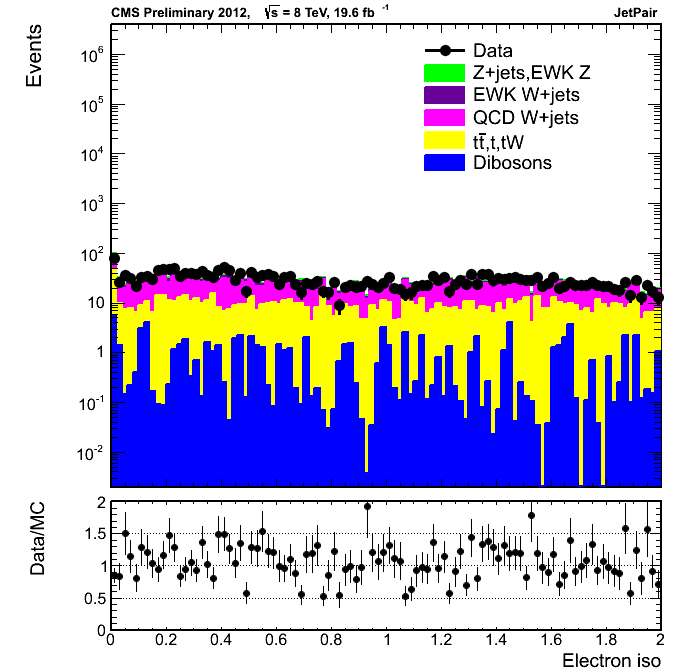 CMS Preliminary 2012, √s = 8 TeV, 19.6 fb⁻¹ JetPair
Events
Data
Z+jets,EWK Z
EWK W+jets
QCD W+jets
tt̅,t,tW
Dibosons
10⁶
10⁵
10⁴
10³
10²
10
1
10⁻¹
10⁻²
Data/MC
2
1.5
1
0.5
0
0 0.2 0.4 0.6 0.8 1 1.2 1.4 1.6 1.8 2
Electron iso